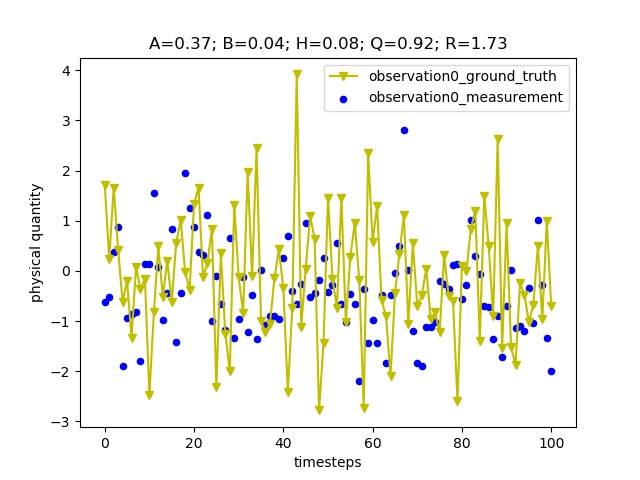 A=0.37; B=0.04; H=0.08; Q=0.92; R=1.73
observation0_ground_truth
observation0_measurement
physical quantity
4
3
2
1
0
−1
−2
−3
0
20
40
60
80
100
timesteps